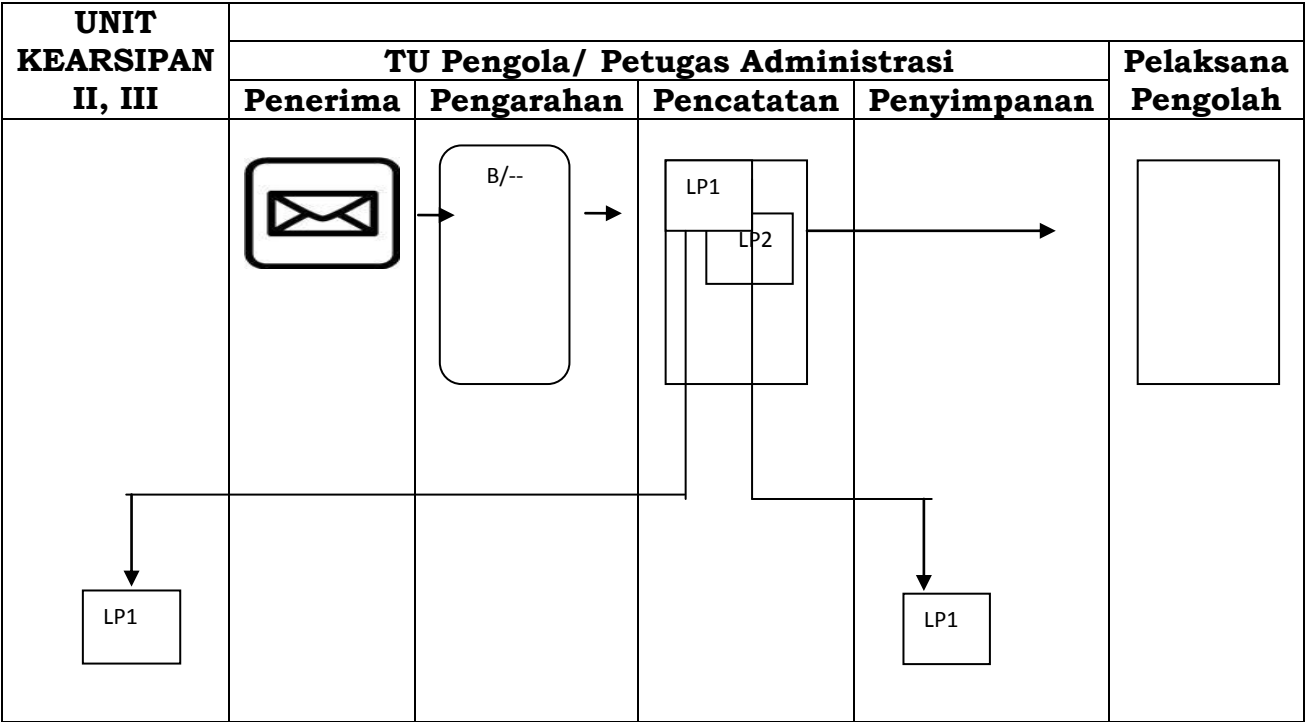 UNIT
KEARSIPAN
II, III
TU Pengola/ Petugas Administrasi
Pelaksana
Pengolah
Penerima
Pengarahan
Pencatatan
Penyimpanan
B/--
LP1
LP2
LP1
LP1